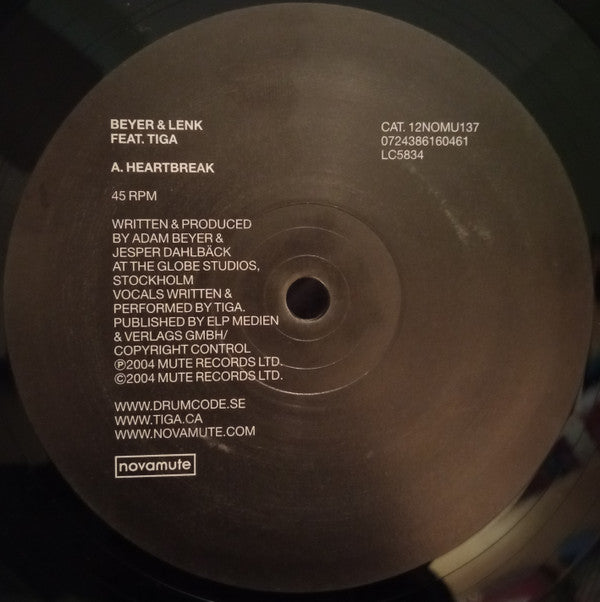 BEYER & LENK
FEAT. TIGA
A. HEARTBREAK
45 RPM
WRITTEN & PRODUCED
BY ADAM BEYER &
JESPER DAHLBÄCK
AT THE GLOBE STUDIOS,
STOCKHOLM
VOCALS WRITTEN &
PERFORMED BY TIGA.
PUBLISHED BY ELP MEDIEN
& VERLAGS GMBH/
COPYRIGHT CONTROL
℗2004 MUTE RECORDS LTD.
©2004 MUTE RECORDS LTD.
WWW.DRUMCODE.SE
WWW.TIGA.CA
WWW.NOVAMUTE.COM
novamute
CAT. 12NOMU137
0724386160461
LC5834